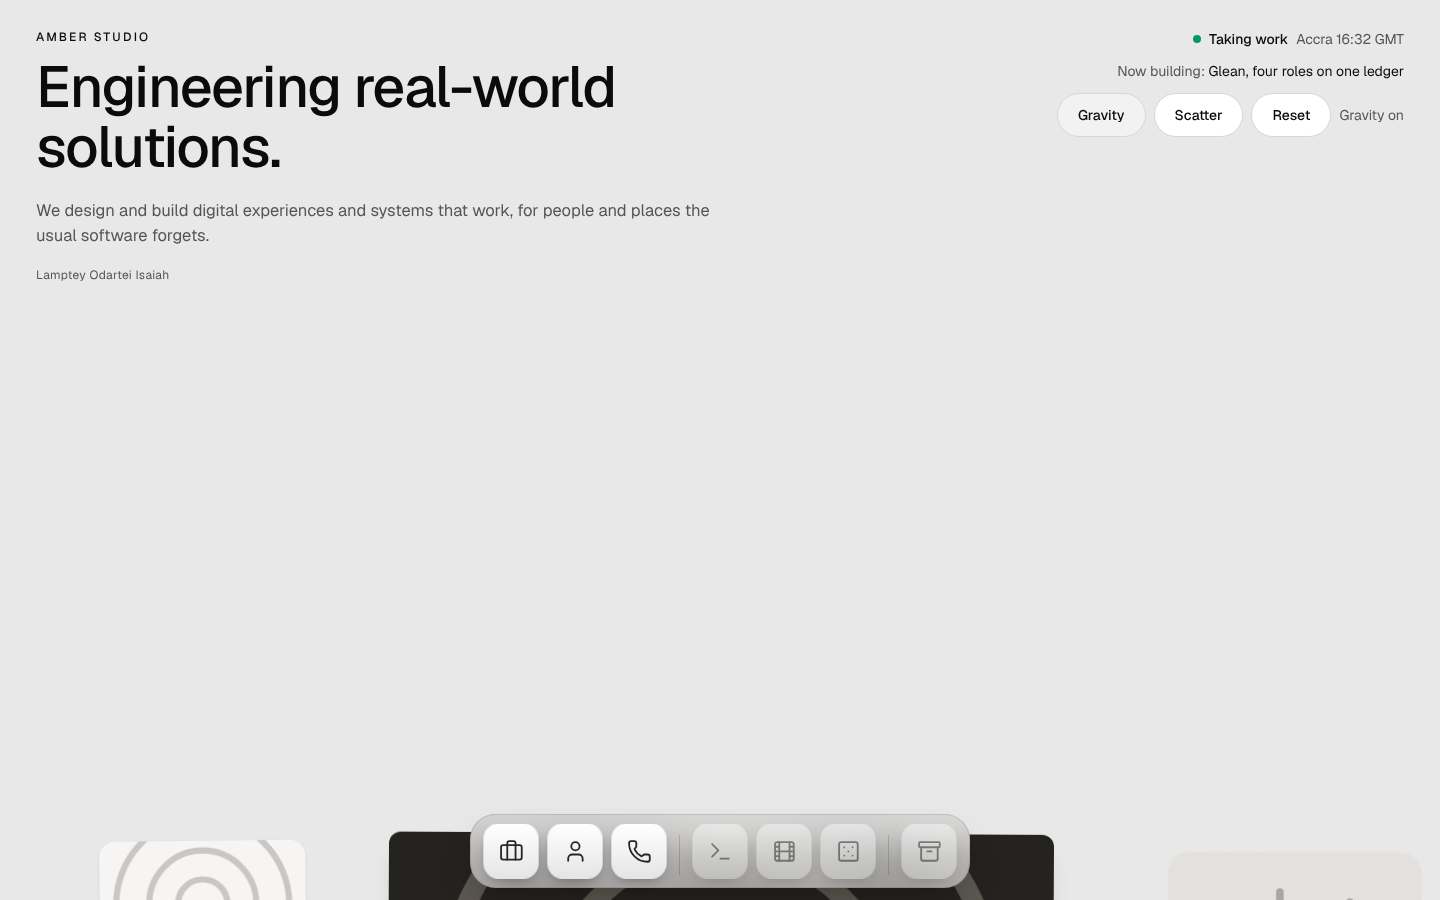 AMBER STUDIO
Engineering real-world
solutions.
We design and build digital experiences and systems that work, for people and places the
usual software forgets.
Lamptey Odartei Isaiah
Taking work Accra 16:32 GMT
Now building: Glean, four roles on one ledger
Gravity Scatter Reset Gravity on